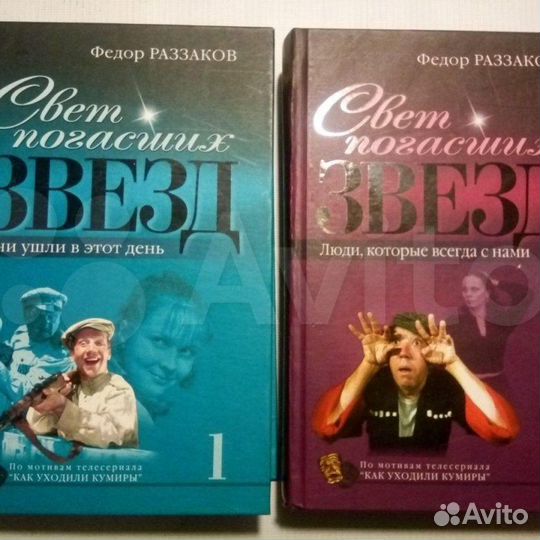 Федор РАЗЗАКОВ
Свет
погасших
ЗВЕЗД
ни ушли в этот день
По мотивам телесериала
"КАК УХОДИЛИ КУМИРЫ"
1
Федор РАЗЗАКО
Свет
погасших
ЗВЕЗД
Люди, которые всегда с нами
По мотивам телесериала
"КАК УХОДИЛИ КУМИРЫ"
Avito
Avito